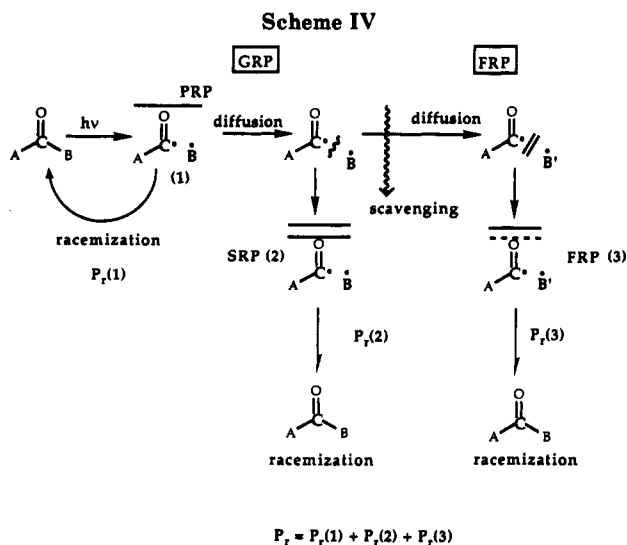 Scheme IV
GRP
FRP
PRP
O
hν
diffusion
diffusion
A C B
A C• •B
(1)
O
A C• •B
O
A C• •B'
scavenging
racemization
Pr(1)
SRP (2)
O
A C• •B
FRP (3)
O
A C• •B'
Pr(2)
Pr(3)
O
A C B
O
A C B
racemization
racemization
Pr = Pr(1) + Pr(2) + Pr(3)